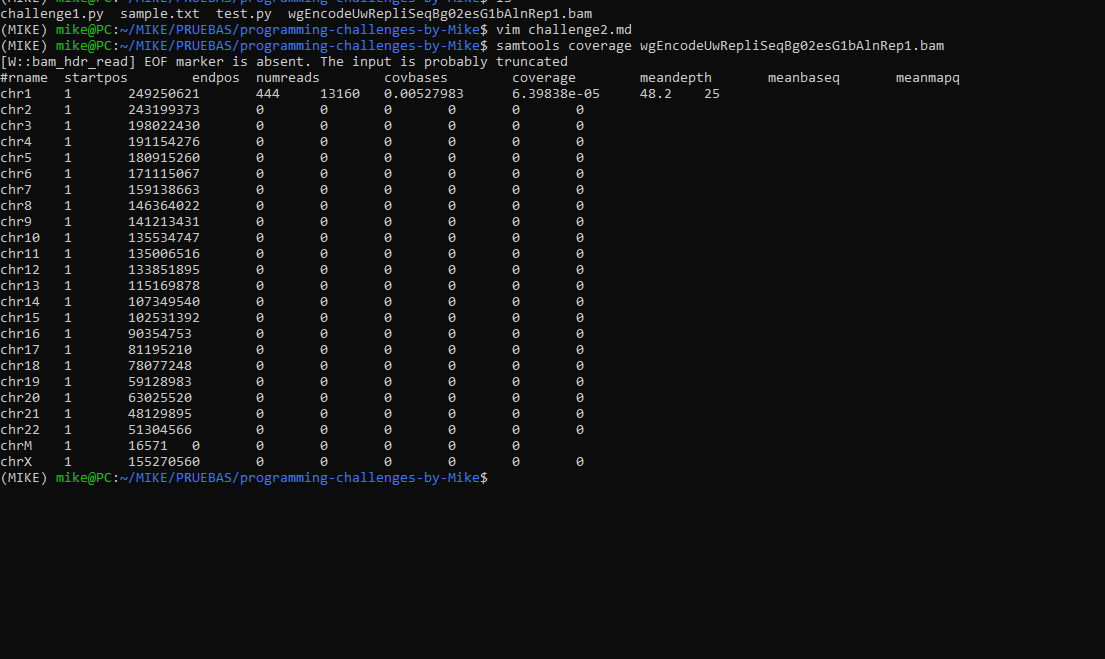 challenge1.py  sample.txt  test.py  wgEncodeUwRepliSeqBg02esG1bAlnRep1.bam
(MIKE) mike@PC:~/MIKE/PRUEBAS/programming-challenges-by-Mike$ vim challenge2.md
(MIKE) mike@PC:~/MIKE/PRUEBAS/programming-challenges-by-Mike$ samtools coverage wgEncodeUwRepliSeqBg02esG1bAlnRep1.bam
[W::bam_hdr_read] EOF marker is absent. The input is probably truncated
#rname  startpos        endpos  numreads        covbases        coverage        meandepth       meanbaseq       meanmapq
chr1    1       249250621       444     13160   0.00527983      6.39838e-05     48.2    25
chr2    1       243199373       0       0       0       0       0       0
chr3    1       198022430       0       0       0       0       0       0
chr4    1       191154276       0       0       0       0       0       0
chr5    1       180915260       0       0       0       0       0       0
chr6    1       171115067       0       0       0       0       0       0
chr7    1       159138663       0       0       0       0       0       0
chr8    1       146364022       0       0       0       0       0       0
chr9    1       141213431       0       0       0       0       0       0
chr10   1       135534747       0       0       0       0       0       0
chr11   1       135006516       0       0       0       0       0       0
chr12   1       133851895       0       0       0       0       0       0
chr13   1       115169878       0       0       0       0       0       0
chr14   1       107349540       0       0       0       0       0       0
chr15   1       102531392       0       0       0       0       0       0
chr16   1       90354753        0       0       0       0       0       0
chr17   1       81195210        0       0       0       0       0       0
chr18   1       78077248        0       0       0       0       0       0
chr19   1       59128983        0       0       0       0       0       0
chr20   1       63025520        0       0       0       0       0       0
chr21   1       48129895        0       0       0       0       0       0
chr22   1       51304566        0       0       0       0       0       0
chrM    1       16571   0       0       0       0       0       0
chrX    1       155270560       0       0       0       0       0       0
(MIKE) mike@PC:~/MIKE/PRUEBAS/programming-challenges-by-Mike$